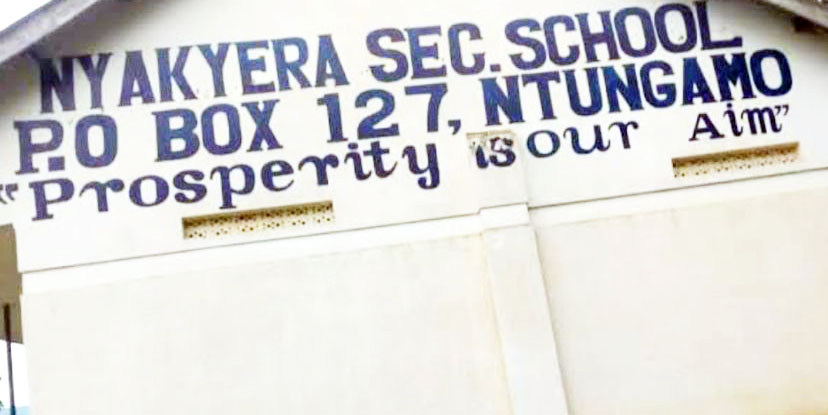 NYAKYERA SEC. SCHOOL
P.O BOX 127, NTUNGAMO
"Prosperity is our Aim"